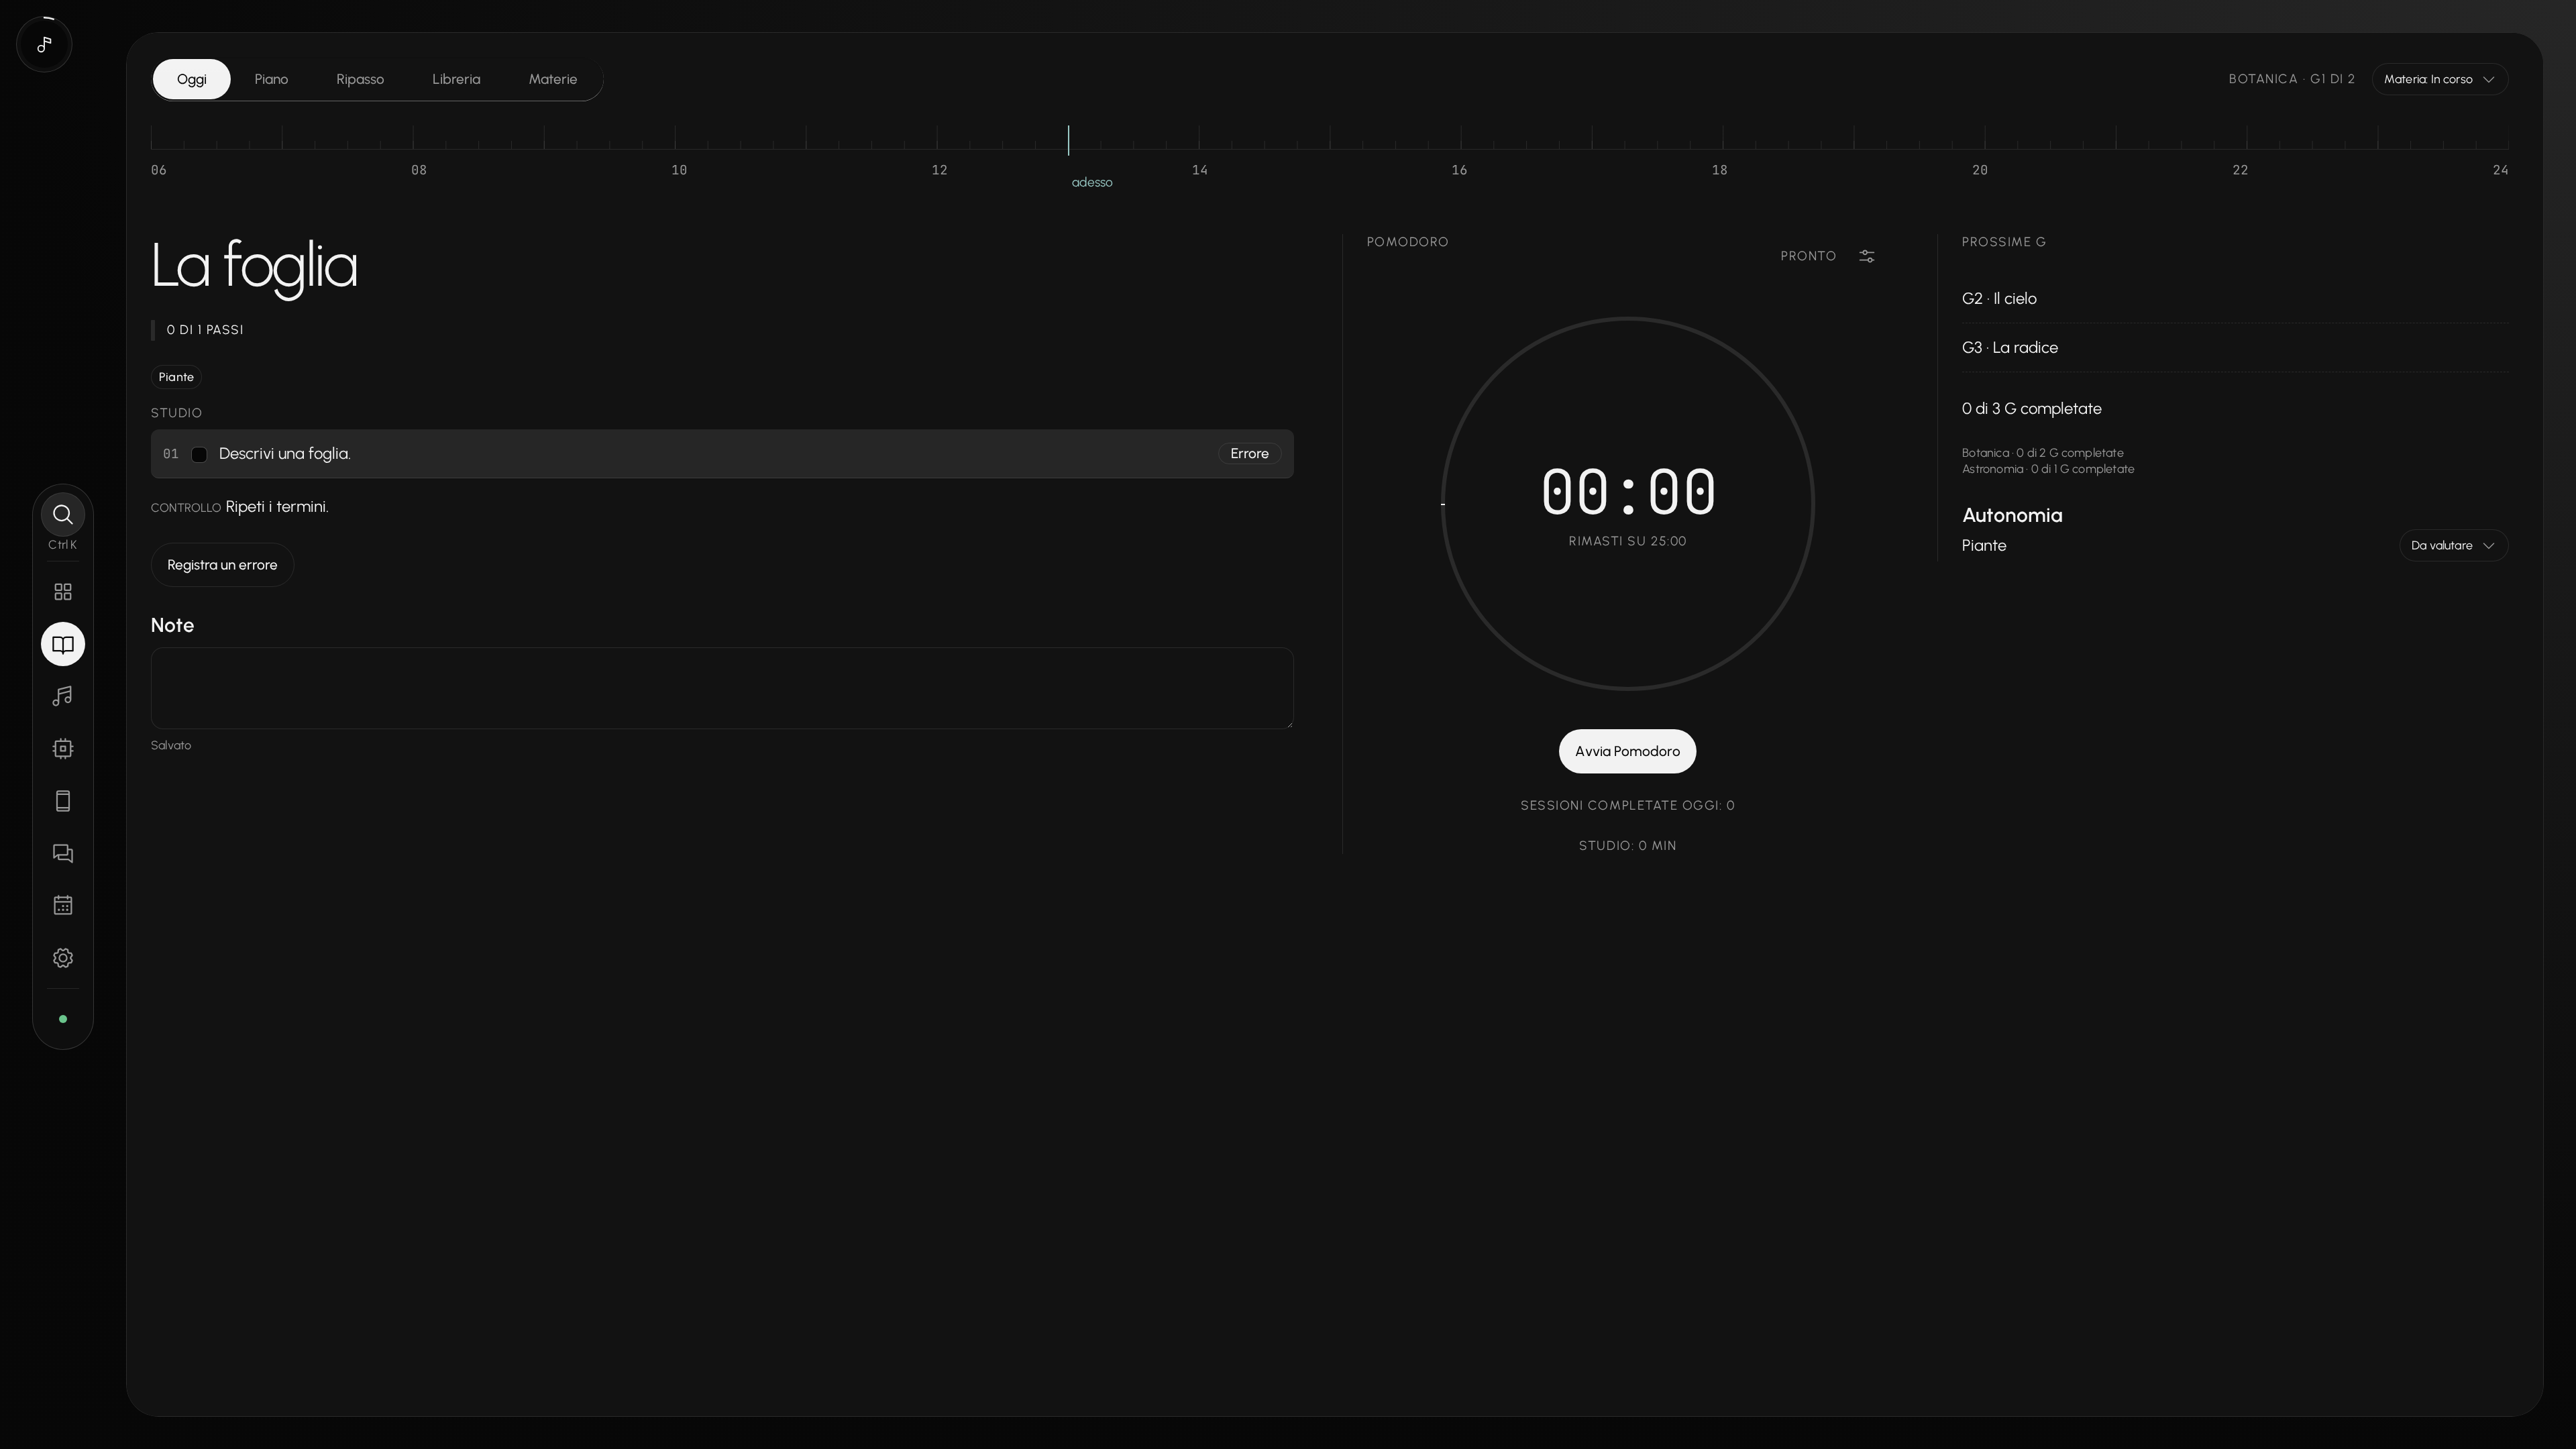 Oggi
Piano
Ripasso
Libreria
Materie
BOTANICA · G1 DI 2
Materia: In corso
06 08 10 12 14 16 18 20 22 24
adesso
La foglia
0 DI 1 PASSI
Piante
STUDIO
01 Descrivi una foglia.
Errore
CONTROLLO Ripeti i termini.
Registra un errore
Note
Salvato
POMODORO
PRONTO
00:00
RIMASTI SU 25:00
Avvia Pomodoro
SESSIONI COMPLETATE OGGI: 0
STUDIO: 0 MIN
PROSSIME G
G2 · Il cielo
G3 · La radice
0 di 3 G completate
Botanica · 0 di 2 G completate
Astronomia · 0 di 1 G completate
Autonomia
Piante
Da valutare
Ctrl K